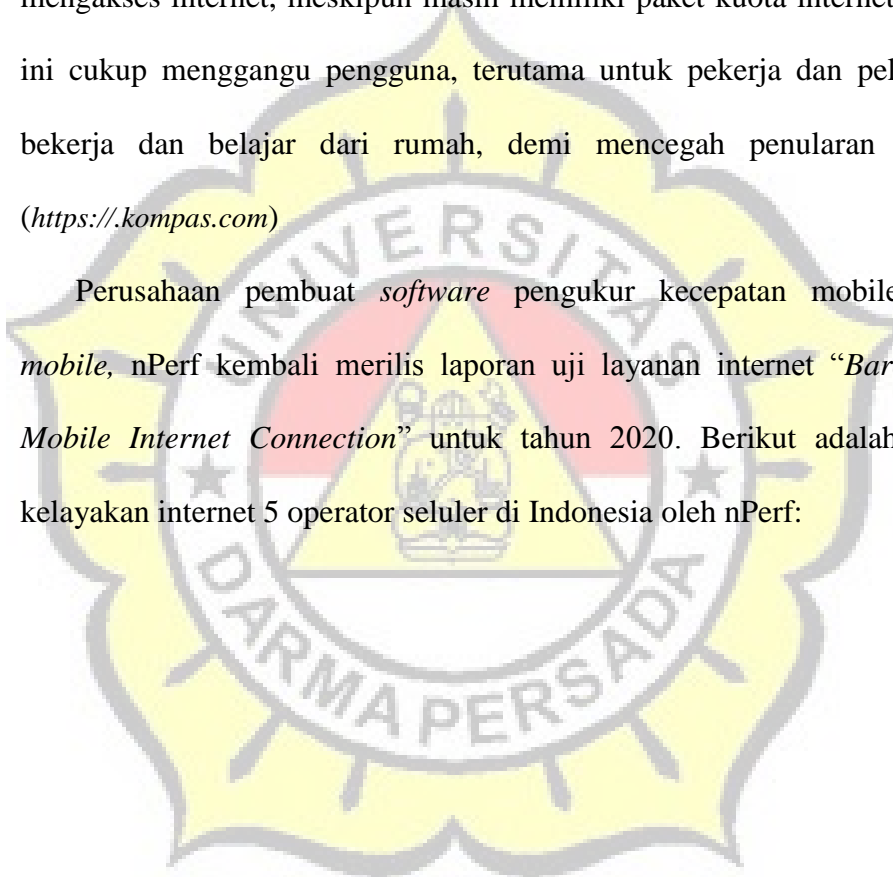 mengakses internet, meskipun masih memiliki paket kuota internet
ini cukup menggangu pengguna, terutama untuk pekerja dan pel
bekerja dan belajar dari rumah, demi mencegah penularan
(https://.kompas.com)
Perusahaan pembuat software pengukur kecepatan mobile
mobile, nPerf kembali merilis laporan uji layanan internet “Bar
Mobile Internet Connection” untuk tahun 2020. Berikut adalah
kelayakan internet 5 operator seluler di Indonesia oleh nPerf:
UNIVERSITAS
DARMA PERSADA